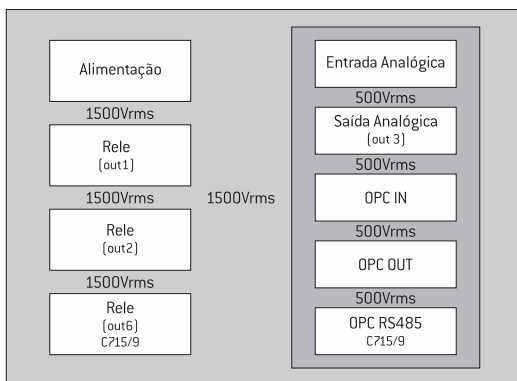 Alimentação
1500Vrms
Rele
(out1)
1500Vrms
Rele
(out2)
1500Vrms
Rele
(out6)
C715/9
1500Vrms
Entrada Analógica
500Vrms
Saída Analógica
(out 3)
500Vrms
OPC IN
500Vrms
OPC OUT
500Vrms
OPC RS485
C715/9